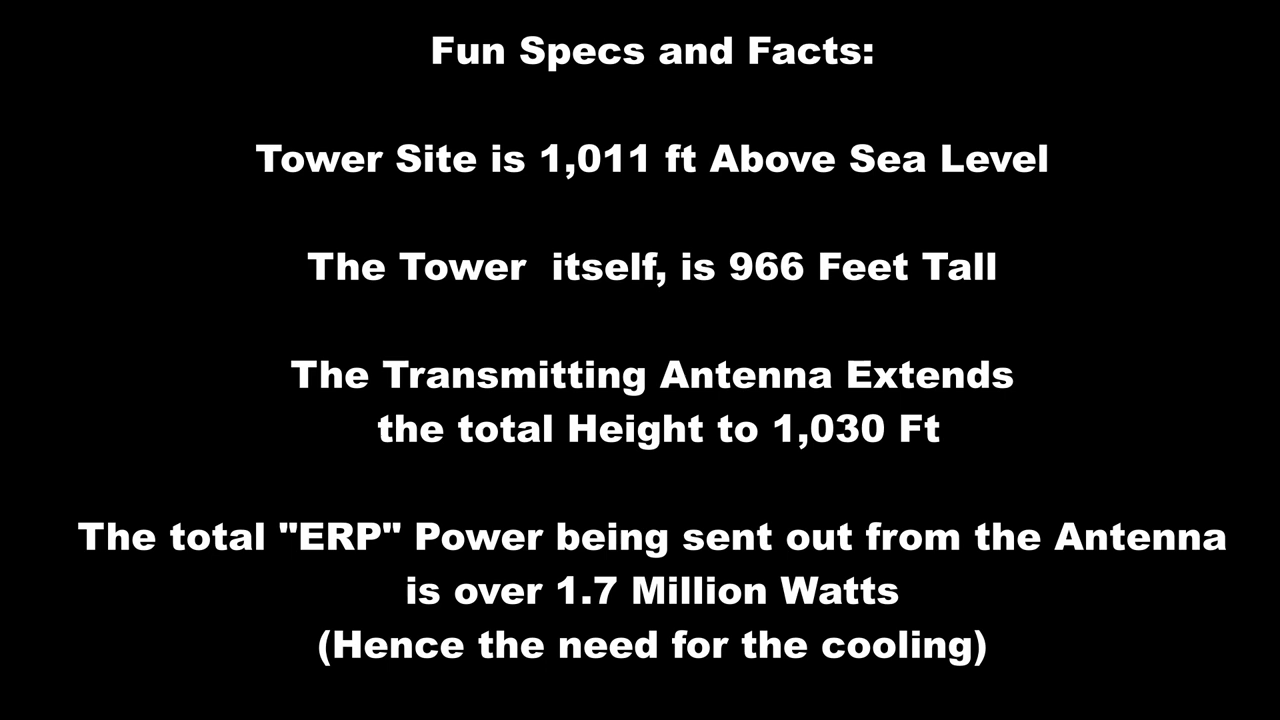 Fun Specs and Facts:
Tower Site is 1,011 ft Above Sea Level
The Tower  itself, is 966 Feet Tall
The Transmitting Antenna Extends
the total Height to 1,030 Ft
The total "ERP" Power being sent out from the Antenna
is over 1.7 Million Watts
(Hence the need for the cooling)